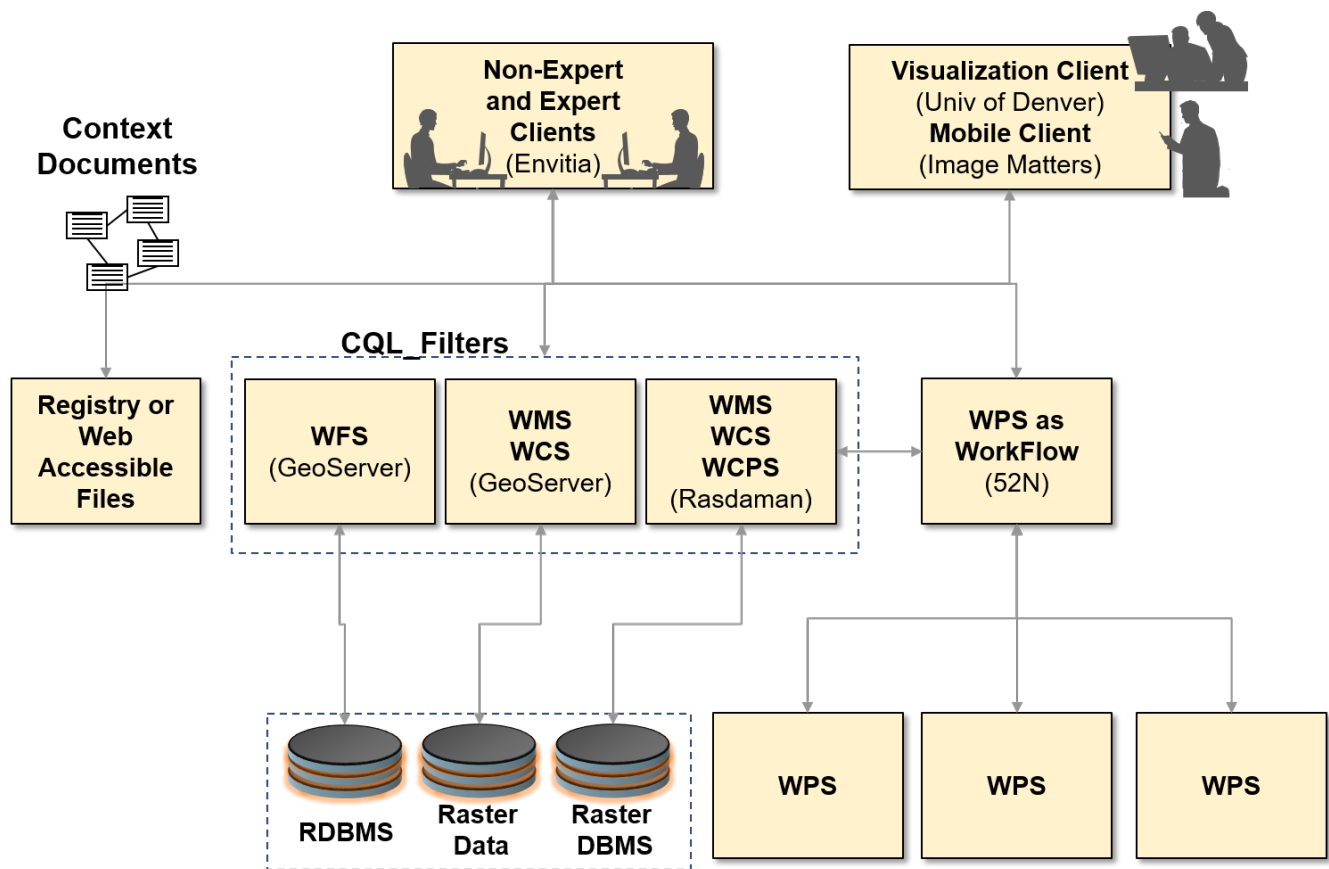 Non-Expert
and Expert
Clients
(Envitia)
Visualization Client
(Univ of Denver)
Mobile Client
(Image Matters)
Context
Documents
CQL_Filters
Registry or
Web
Accessible
Files
WFS
(GeoServer)
WMS
WCS
(GeoServer)
WMS
WCS
WCPS
(Rasdaman)
WPS as
WorkFlow
(52N)
RDBMS
Raster
Data
Raster
DBMS
WPS
WPS
WPS